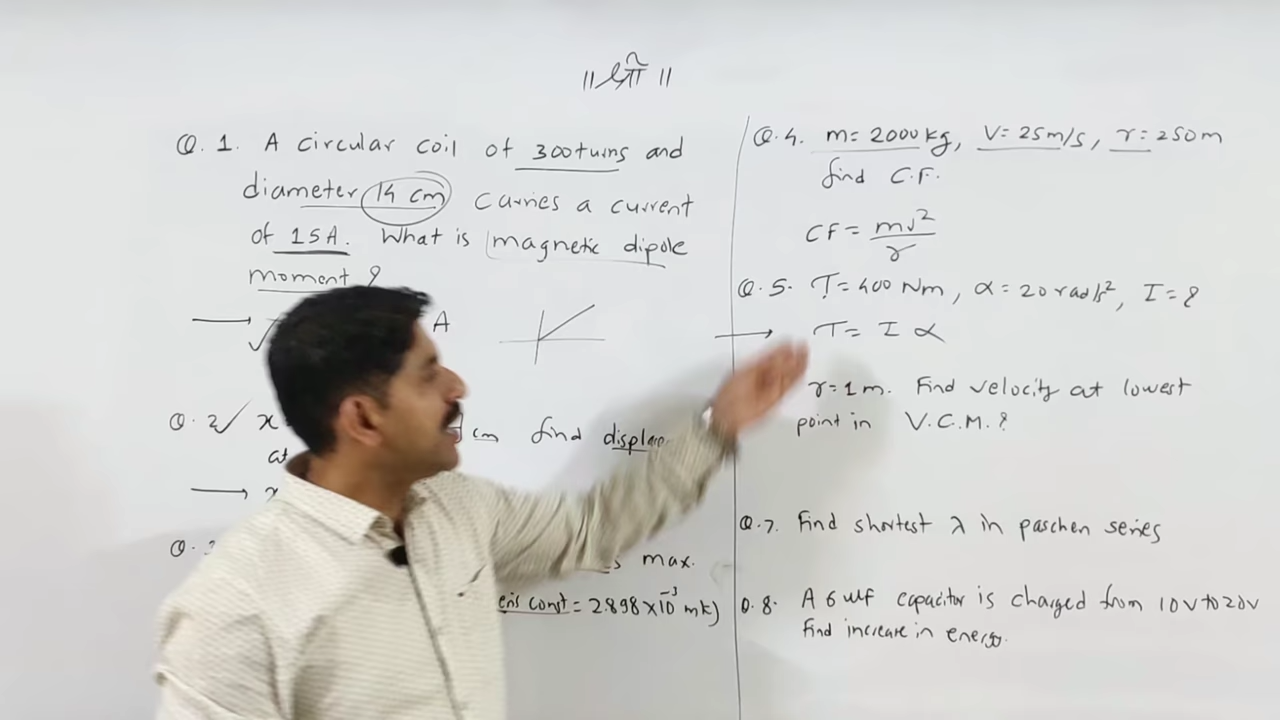 ॥ श्री ॥
Q. 1. A circular coil of 300 turns and
diameter 14 cm carries a current
of 15A. What is magnetic dipole
moment ?
→ A
Q. 2 ✓ x cm find
at
→ x
Q. 3
max.
const = 2.898×10⁻³ mk)
Q. 4. m = 2000 kg, V = 25 m/s, r = 250 m
find C.F.
CF = mv²/r
Q. 5. τ = 400 Nm, α = 20 rad/s², I = ?
→ τ = I α
r = 1 m. Find velocity at lowest
point in V.C.M. ?
Q. 7. Find shortest λ in paschen series
Q. 8. A 6 uf capacitor is charged from 10V to 20V
Find increase in energy.